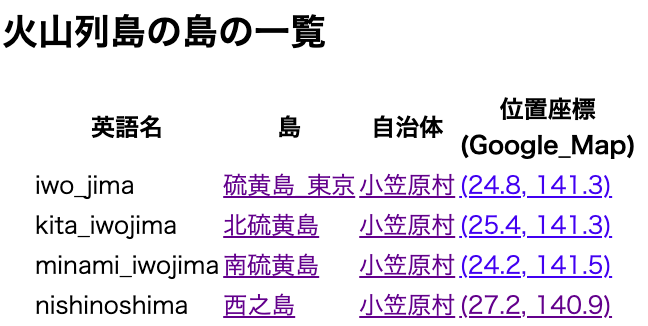 火山列島の島の一覧
英語名 島 自治体 位置座標
(Google_Map)
iwo_jima 硫黄島_東京 小笠原村 (24.8, 141.3)
kita_iwojima 北硫黄島 小笠原村 (25.4, 141.3)
minami_iwojima 南硫黄島 小笠原村 (24.2, 141.5)
nishinoshima 西之島 小笠原村 (27.2, 140.9)